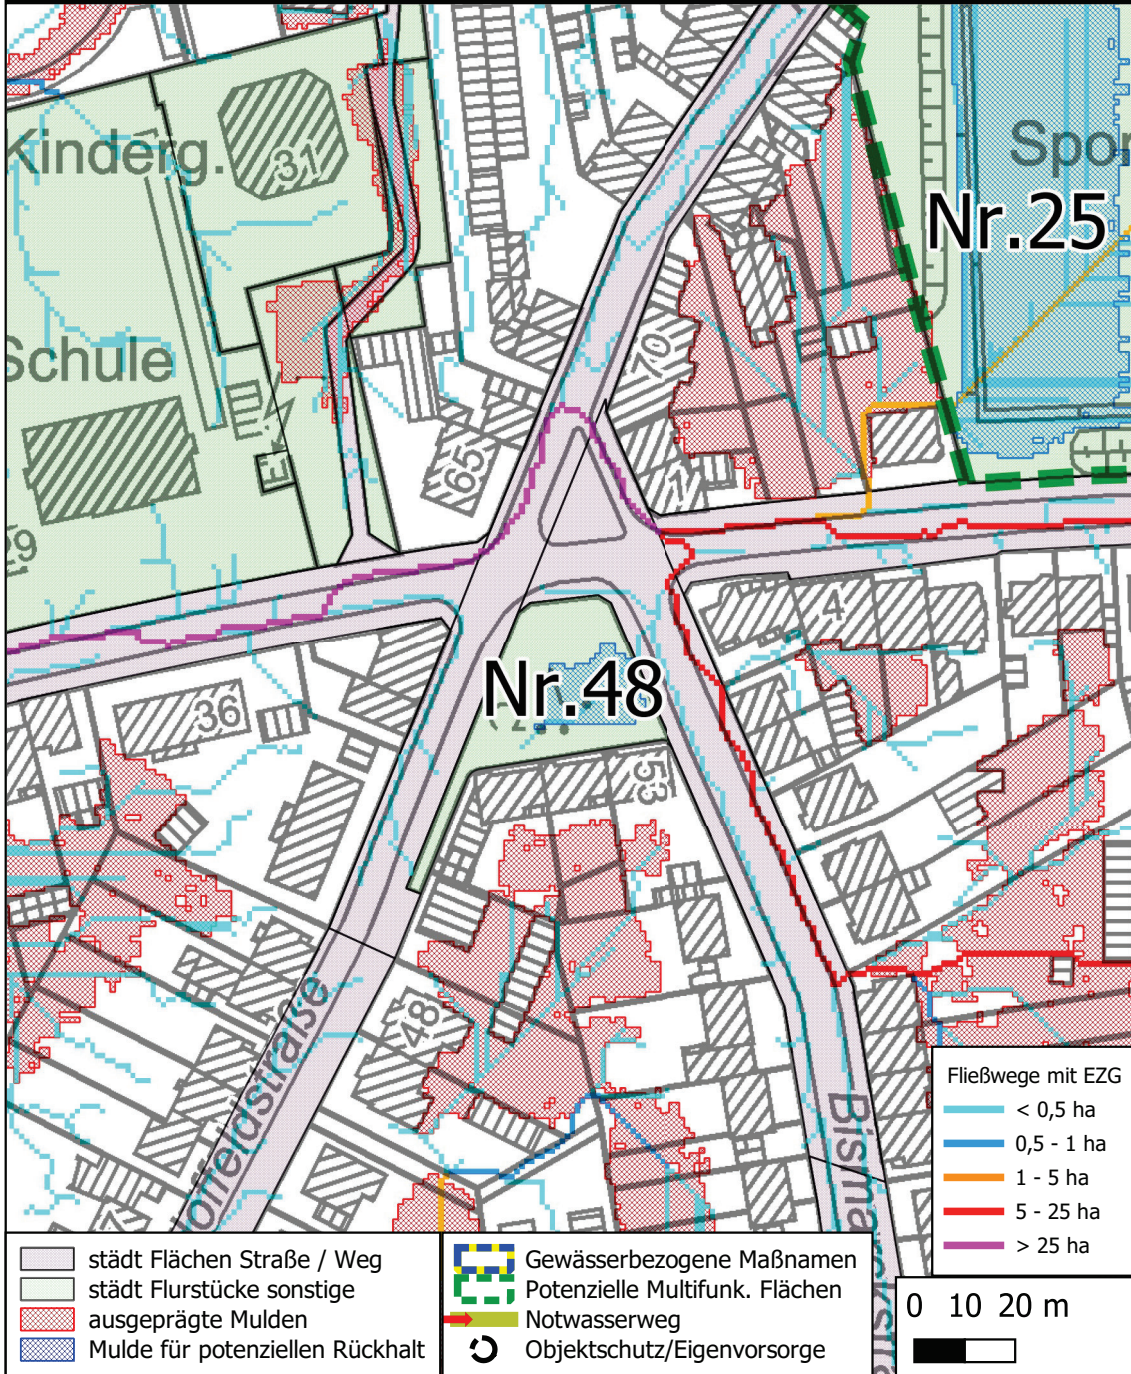 Kinderg.
31
Spor
Nr.25
Schule
70
65
1
29
4
Nr.48
36
53
48
offeldstraße
Bismarckstra
Fließwege mit EZG
< 0,5 ha
0,5 - 1 ha
1 - 5 ha
5 - 25 ha
> 25 ha
städt Flächen Straße / Weg
städt Flurstücke sonstige
ausgeprägte Mulden
Mulde für potenziellen Rückhalt
Gewässerbezogene Maßnamen
Potenzielle Multifunk. Flächen
Notwasserweg
Objektschutz/Eigenvorsorge
0 10 20 m